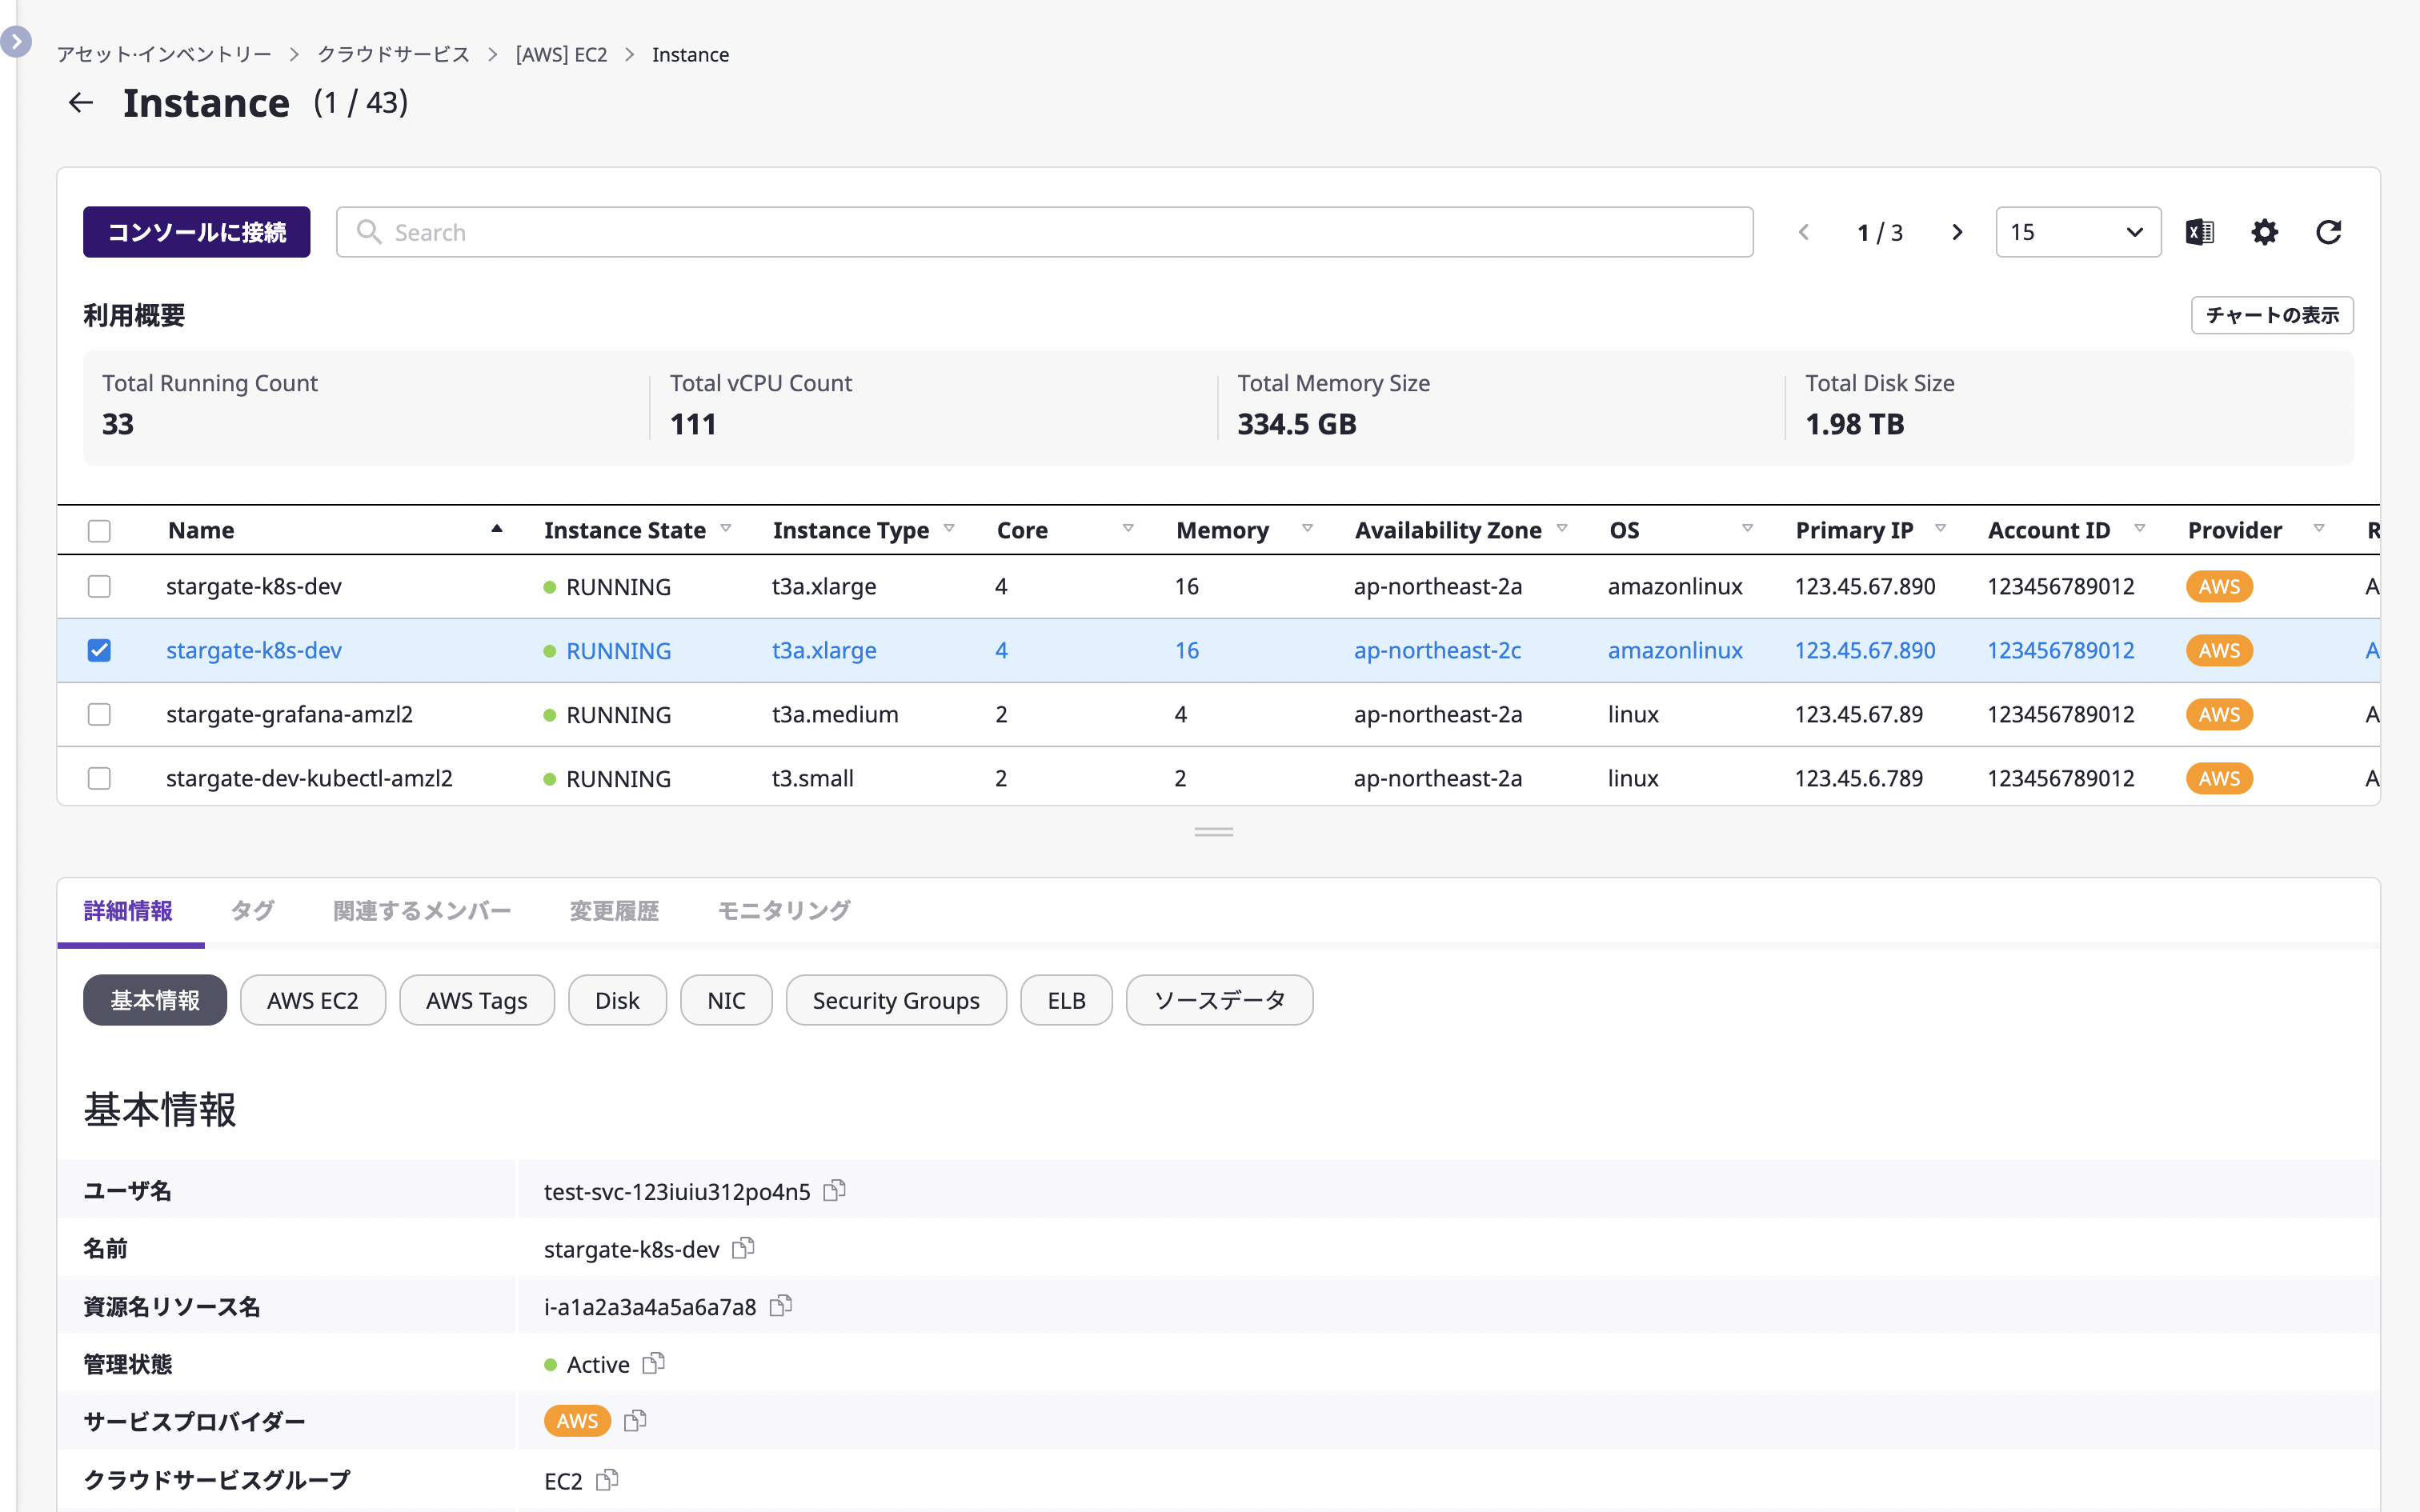 アセット·インベントリー > クラウドサービス > [AWS] EC2 > Instance
Instance (1 / 43)
コンソールに接続 Search 1 / 3 15
利用概要 チャートの表示
Total Running Count Total vCPU Count Total Memory Size Total Disk Size
33 111 334.5 GB 1.98 TB
Name Instance State Instance Type Core Memory Availability Zone OS Primary IP Account ID Provider R
stargate-k8s-dev RUNNING t3a.xlarge 4 16 ap-northeast-2a amazonlinux 123.45.67.890 123456789012 AWS A
stargate-k8s-dev RUNNING t3a.xlarge 4 16 ap-northeast-2c amazonlinux 123.45.67.890 123456789012 AWS A
stargate-grafana-amzl2 RUNNING t3a.medium 2 4 ap-northeast-2a linux 123.45.67.89 123456789012 AWS A
stargate-dev-kubectl-amzl2 RUNNING t3.small 2 2 ap-northeast-2a linux 123.45.6.789 123456789012 AWS A
詳細情報 タグ 関連するメンバー 変更履歴 モニタリング
基本情報 AWS EC2 AWS Tags Disk NIC Security Groups ELB ソースデータ
基本情報
ユーザ名 test-svc-123iuiu312po4n5
名前 stargate-k8s-dev
資源名リソース名 i-a1a2a3a4a5a6a7a8
管理状態 Active
サービスプロバイダー AWS
クラウドサービスグループ EC2